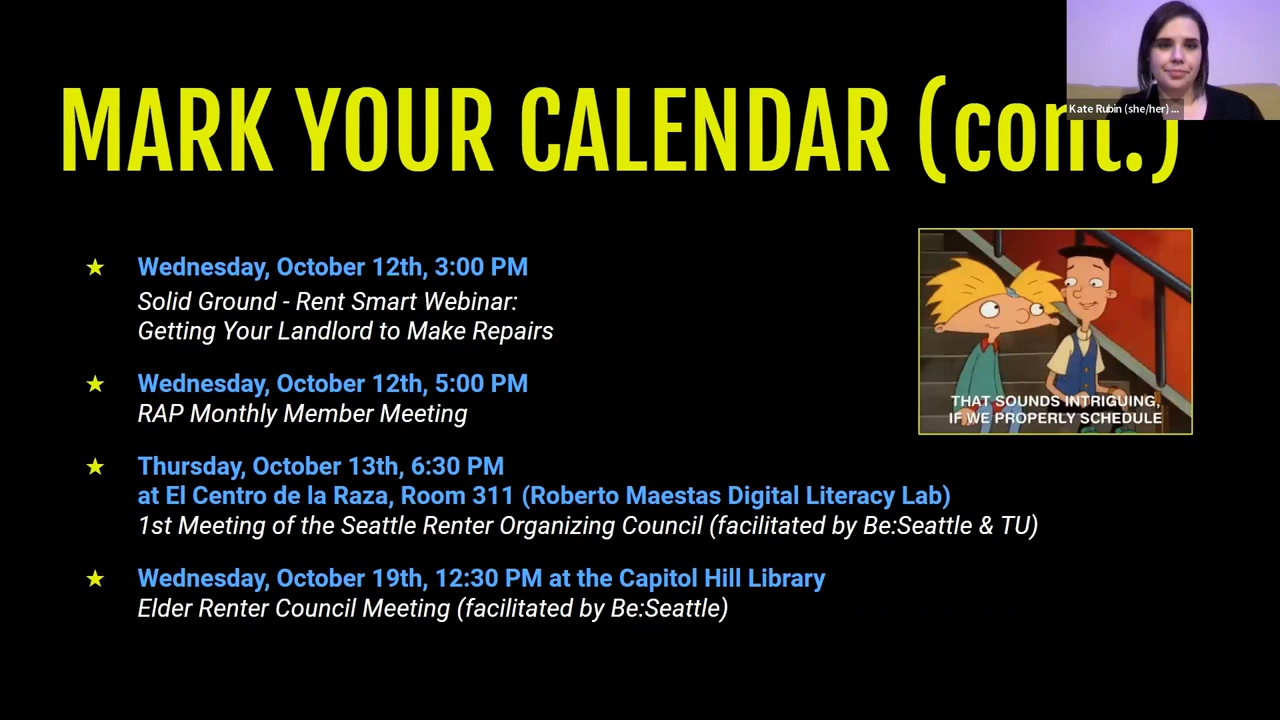 MARK YOUR CALENDAR (cont.)
Kate Rubin (she/her) ...
★ Wednesday, October 12th, 3:00 PM
Solid Ground - Rent Smart Webinar:
Getting Your Landlord to Make Repairs
★ Wednesday, October 12th, 5:00 PM
RAP Monthly Member Meeting
★ Thursday, October 13th, 6:30 PM
at El Centro de la Raza, Room 311 (Roberto Maestas Digital Literacy Lab)
1st Meeting of the Seattle Renter Organizing Council (facilitated by Be:Seattle & TU)
★ Wednesday, October 19th, 12:30 PM at the Capitol Hill Library
Elder Renter Council Meeting (facilitated by Be:Seattle)
THAT SOUNDS INTRIGUING,
IF WE PROPERLY SCHEDULE